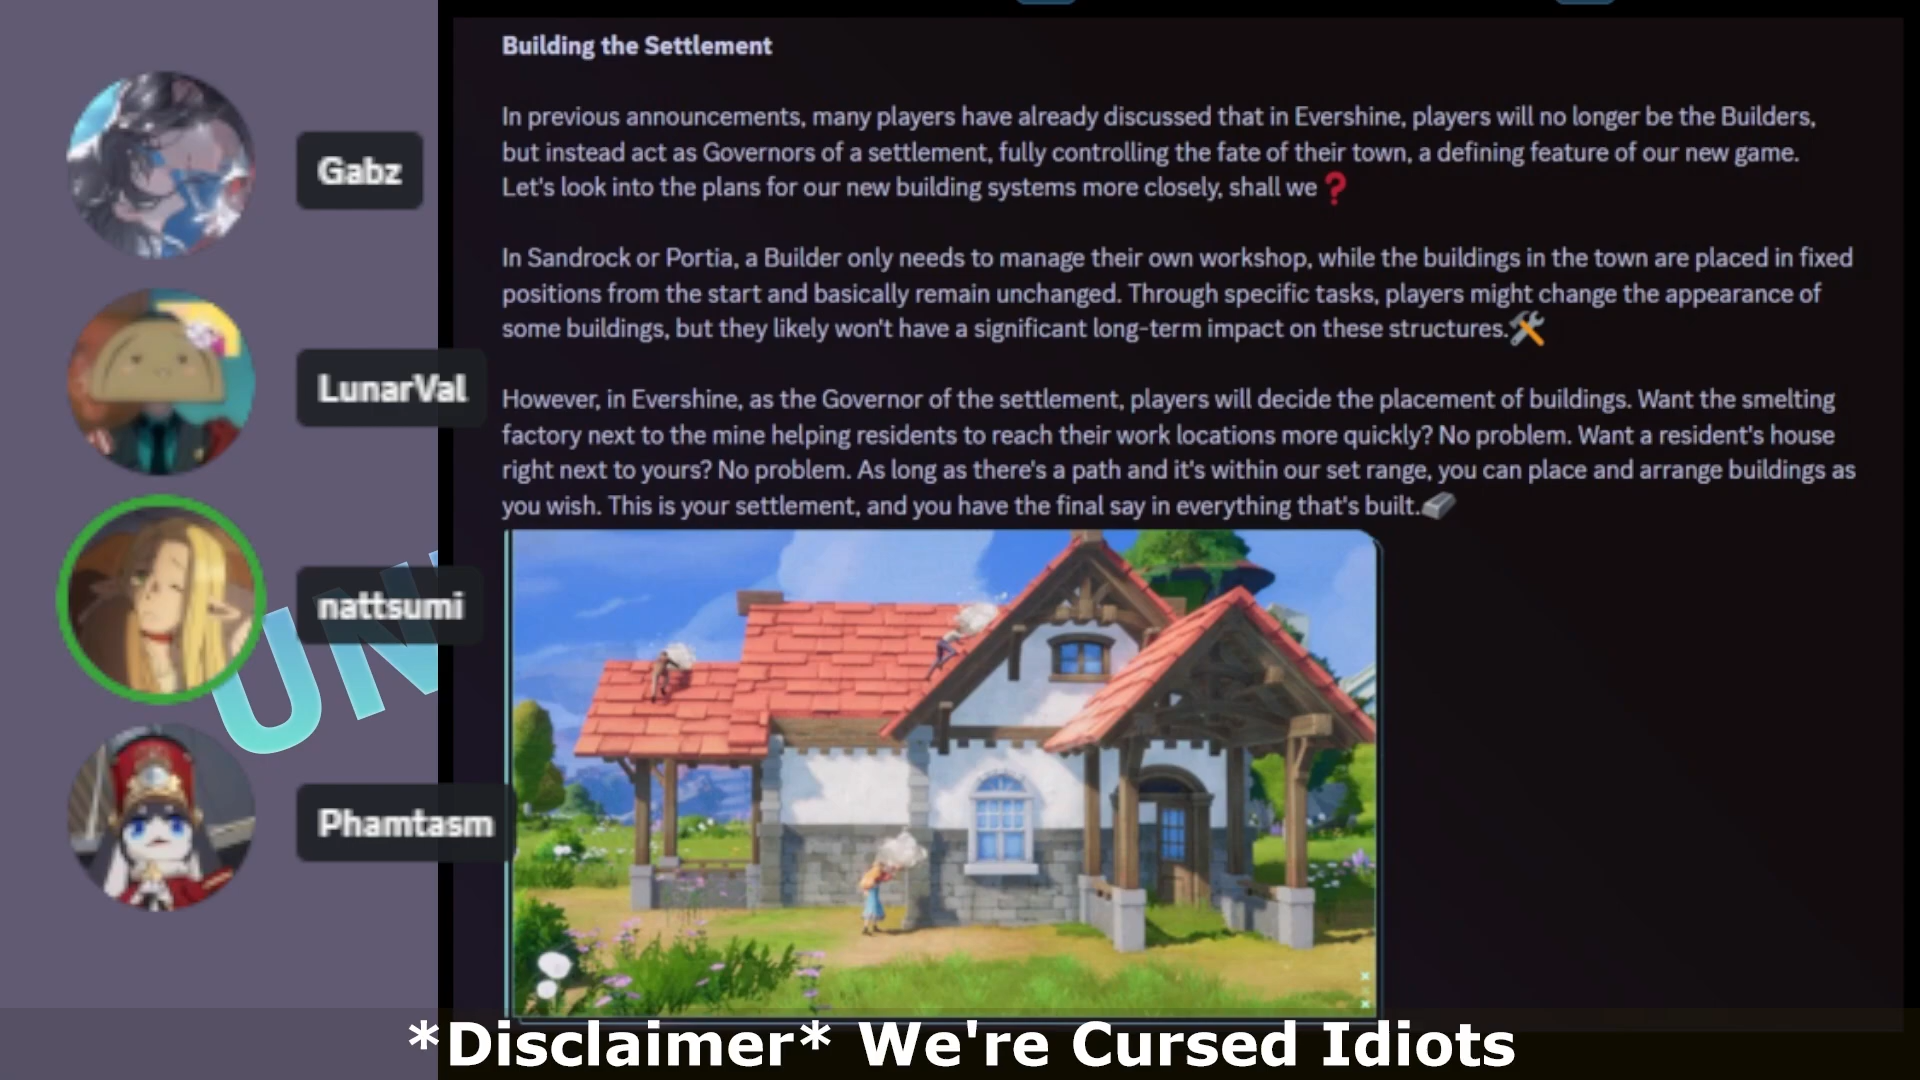 Building the Settlement
In previous announcements, many players have already discussed that in Evershine, players will no longer be the Builders,
but instead act as Governors of a settlement, fully controlling the fate of their town, a defining feature of our new game.
Let's look into the plans for our new building systems more closely, shall we❓
In Sandrock or Portia, a Builder only needs to manage their own workshop, while the buildings in the town are placed in fixed
positions from the start and basically remain unchanged. Through specific tasks, players might change the appearance of
some buildings, but they likely won't have a significant long-term impact on these structures.
However, in Evershine, as the Governor of the settlement, players will decide the placement of buildings. Want the smelting
factory next to the mine helping residents to reach their work locations more quickly? No problem. Want a resident's house
right next to yours? No problem. As long as there's a path and it's within our set range, you can place and arrange buildings as
you wish. This is your settlement, and you have the final say in everything that's built.
Gabz
LunarVal
nattsumi
Phamtasm
UN
*Disclaimer* We're Cursed Idiots